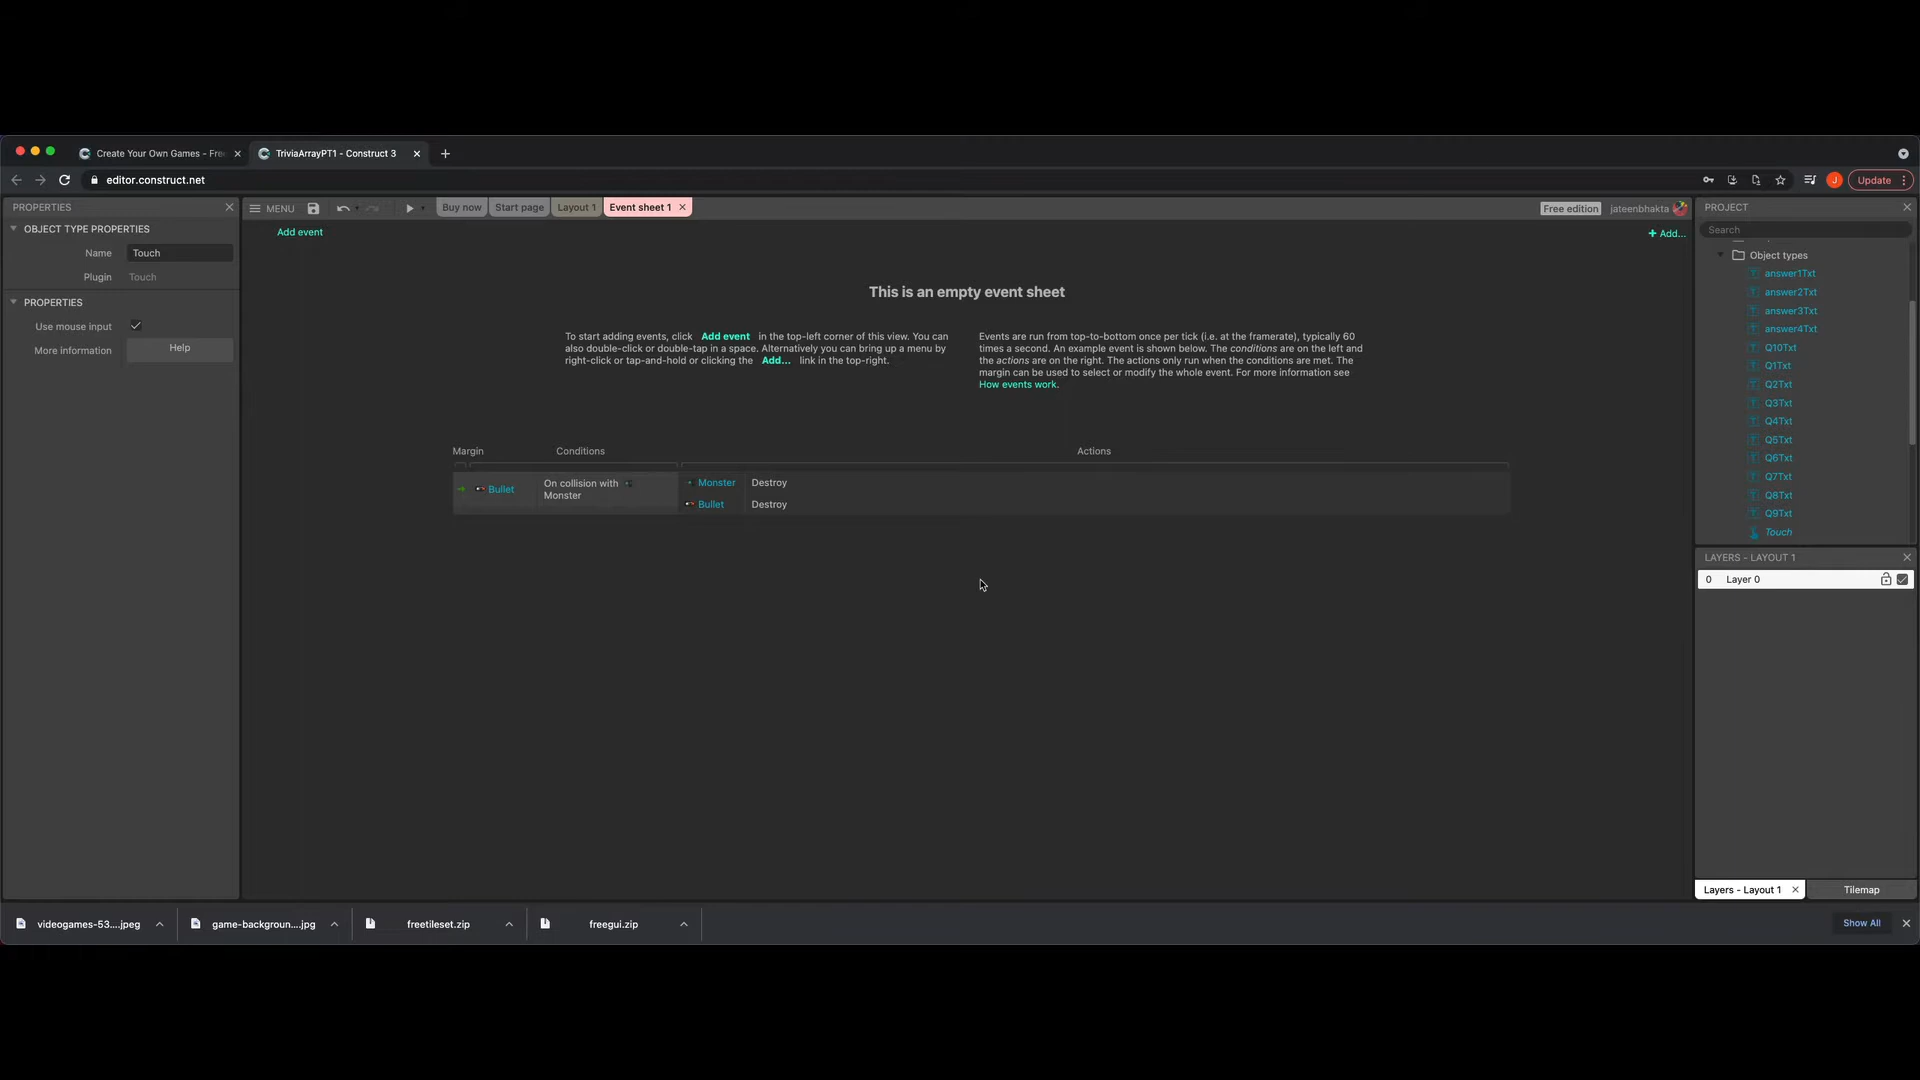 Create Your Own Games - Fre
TriviaArrayPT1 - Construct 3
editor.construct.net
Update
PROPERTIES
MENU
Buy now
Start page
Layout 1
Event sheet 1
Free edition
jateenbhakta
PROJECT
OBJECT TYPE PROPERTIES
Name
Touch
Plugin
Touch
PROPERTIES
Use mouse input
More information
Help
Add event
Add...
This is an empty event sheet
To start adding events, click Add event in the top-left corner of this view. You can
also double-click or double-tap in a space. Alternatively you can bring up a menu by
right-click or tap-and-hold or clicking the Add... link in the top-right.
Events are run from top-to-bottom once per tick (i.e. at the framerate), typically 60
times a second. An example event is shown below. The conditions are on the left and
the actions are on the right. The actions only run when the conditions are met. The
margin can be used to select or modify the whole event. For more information see
How events work.
Margin
Conditions
Actions
Bullet
On collision with
Monster
Monster
Destroy
Bullet
Destroy
Search
Object types
answer1Txt
answer2Txt
answer3Txt
answer4Txt
Q10Txt
Q1Txt
Q2Txt
Q3Txt
Q4Txt
Q5Txt
Q6Txt
Q7Txt
Q8Txt
Q9Txt
Touch
LAYERS - LAYOUT 1
0 Layer 0
Layers - Layout 1
Tilemap
videogames-53....jpeg
game-backgroun....jpg
freetileset.zip
freegui.zip
Show All